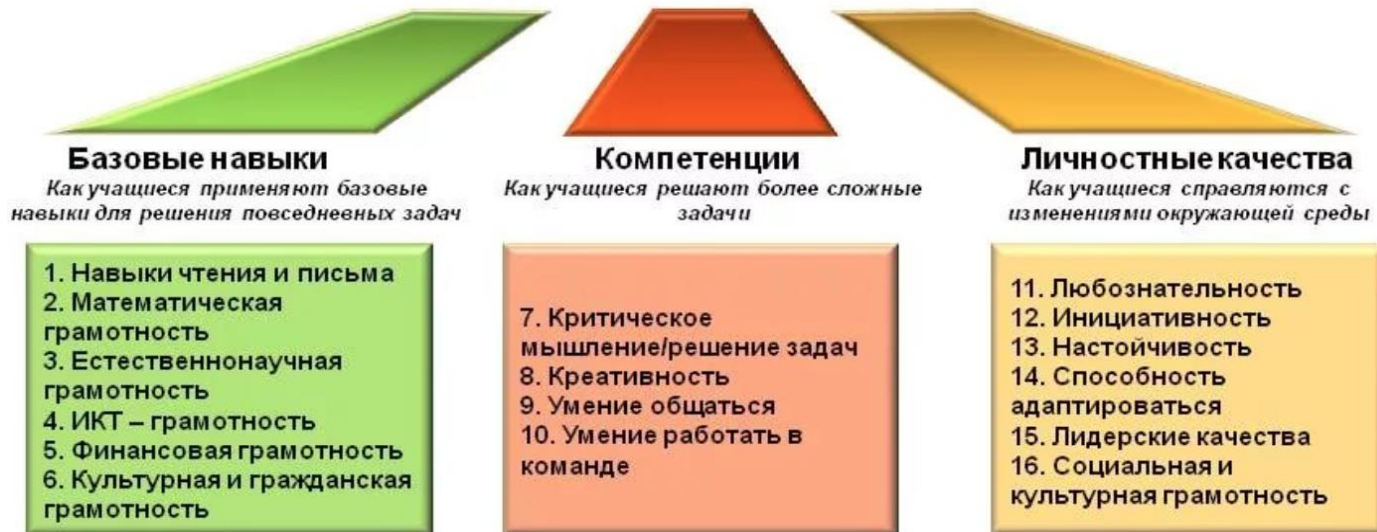 Базовые навыки
Как учащиеся применяют базовые
навыки для решения повседневных задач
1. Навыки чтения и письма
2. Математическая
грамотность
3. Естественнонаучная
грамотность
4. ИКТ – грамотность
5. Финансовая грамотность
6. Культурная и гражданская
грамотность
Компетенции
Как учащиеся решают более сложные
задачи
7. Критическое
мышление/решение задач
8. Креативность
9. Умение общаться
10. Умение работать в
команде
Личностные качества
Как учащиеся справляются с
изменениями окружающей среды
11. Любознательность
12. Инициативность
13. Настойчивость
14. Способность
адаптироваться
15. Лидерские качества
16. Социальная и
культурная грамотность